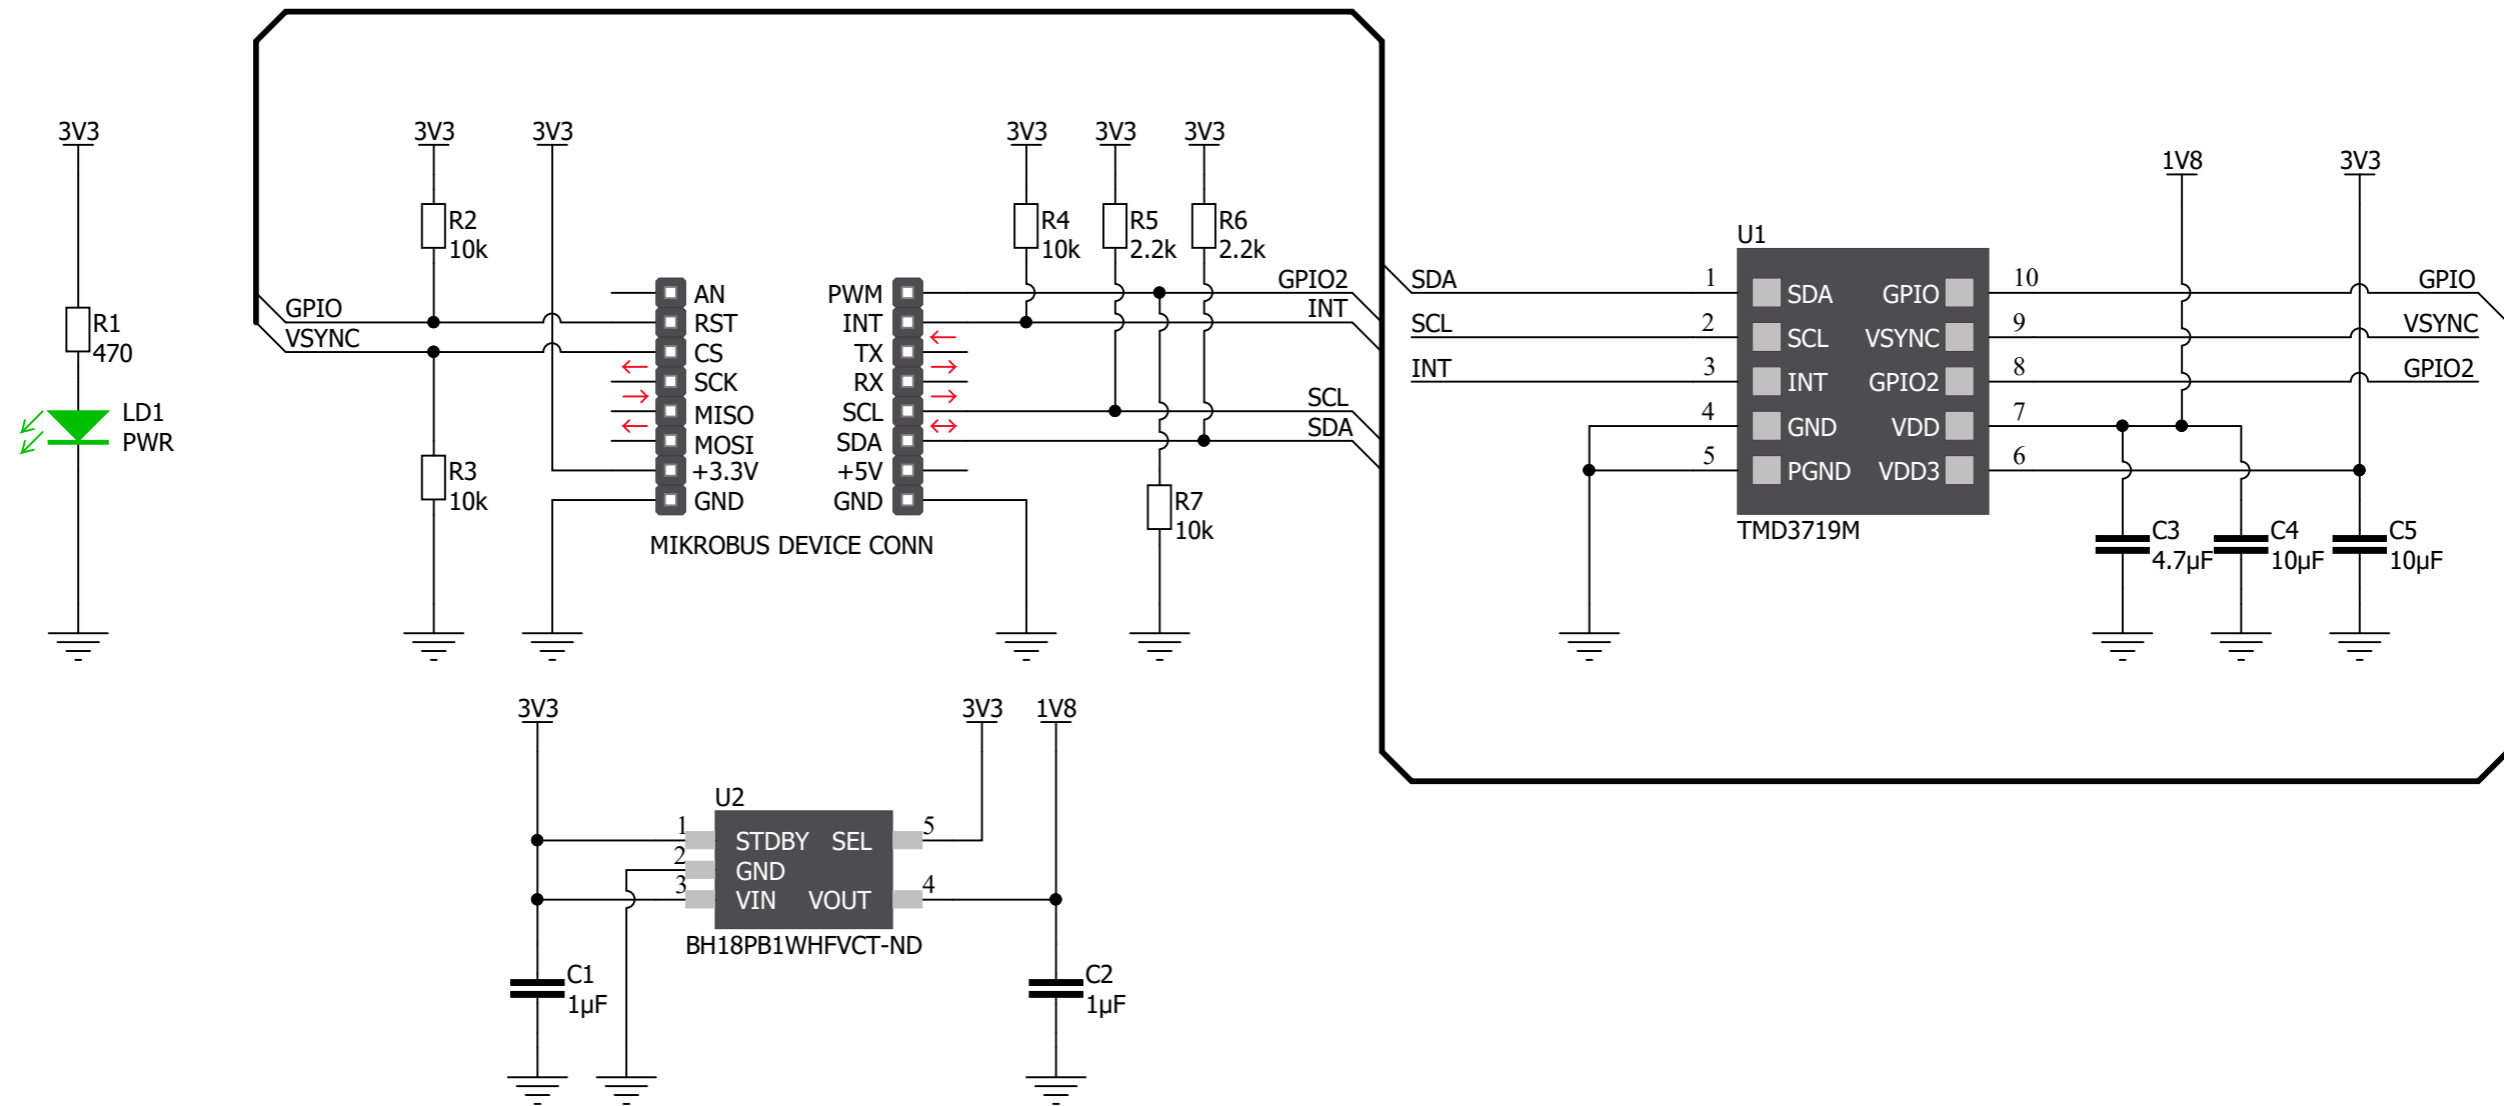 3V3
R1
470
LD1
PWR
3V3
R2
10k
3V3
GPIO
VSYNC
R3
10k
AN
RST
CS
SCK
MISO
MOSI
+3.3V
GND
PWM
INT
TX
RX
SCL
SDA
+5V
GND
MIKROBUS DEVICE CONN
3V3
R4
10k
3V3
R5
2.2k
3V3
R6
2.2k
R7
10k
GPIO2
INT
SCL
SDA
SDA
SCL
INT
U1
1
2
3
4
5
SDA
SCL
INT
GND
PGND
GPIO
VSYNC
GPIO2
VDD
VDD3
10
9
8
7
6
TMD3719M
1V8
3V3
GPIO
VSYNC
GPIO2
C3
4.7µF
C4
10µF
C5
10µF
3V3
3V3
1V8
U2
1
2
3
STDBY
GND
VIN
SEL
VOUT
5
4
BH18PB1WHFVCT-ND
C1
1µF
C2
1µF